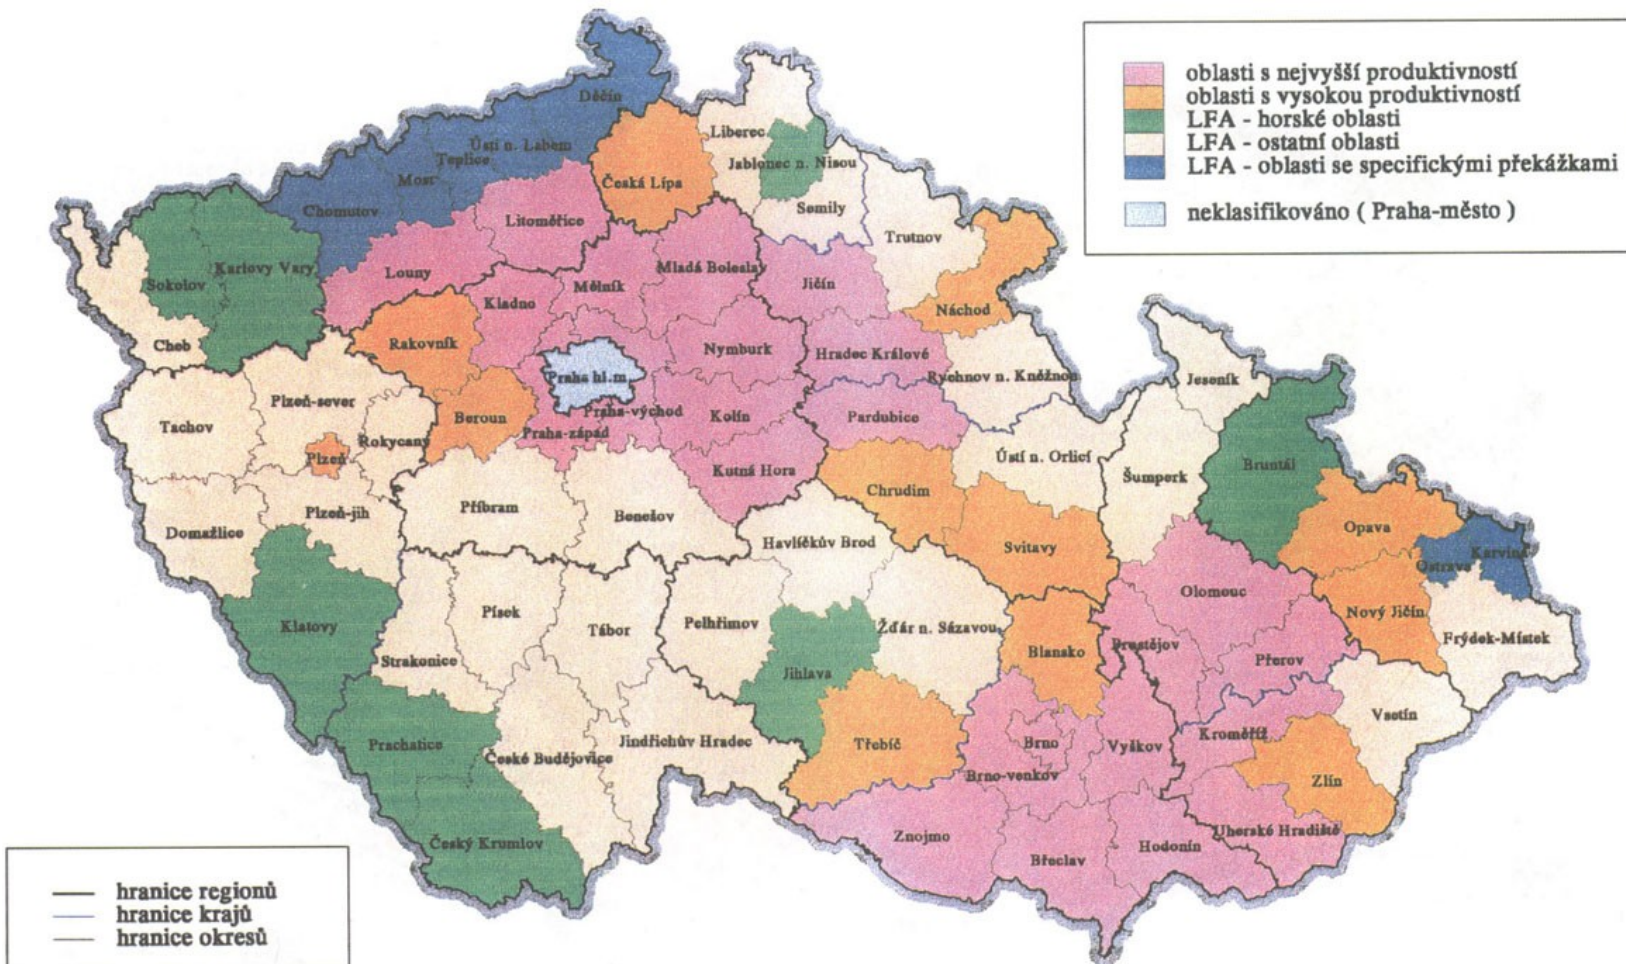 oblasti s nejvyšší produktivností
oblasti s vysokou produktivností
LFA - horské oblasti
LFA - ostatní oblasti
LFA - oblasti se specifickými překážkami
neklasifikováno ( Praha-město )
Děčín
Liberec
Ústí n. Labem
Teplice
Jablonec n. Nisou
Most
Česká Lípa
Chomutov
Semily
Litoměřice
Trutnov
Karlovy Vary
Louny
Mladá Boleslav
Sokolov
Mělník
Jičín
Kladno
Náchod
Cheb
Rakovník
Nymburk
Hradec Králové
Jeseník
Praha hl.m.
Rychnov n. Kněžnou
Plzeň-sever
Praha-východ
Kolín
Pardubice
Beroun
Tachov
Rokycany
Praha-západ
Plzeň
Ústí n. Orlicí
Bruntál
Kutná Hora
Šumperk
Chrudim
Příbram
Plzeň-jih
Benešov
Opava
Domažlice
Havlíčkův Brod
Svitavy
Karviná
Ostrava
Olomouc
Písek
Nový Jičín
Klatovy
Tábor
Pelhřimov
Žďár n. Sázavou
Frýdek-Místek
Prostějov
Blansko
Přerov
Strakonice
Jihlava
Vsetín
Kroměříž
Prachatice
Jindřichův Hradec
Třebíč
Brno
Vyškov
České Budějovice
Brno-venkov
Zlín
Znojmo
Uherské Hradiště
Český Krumlov
Hodonín
Břeclav
hranice regionů
hranice krajů
hranice okresů